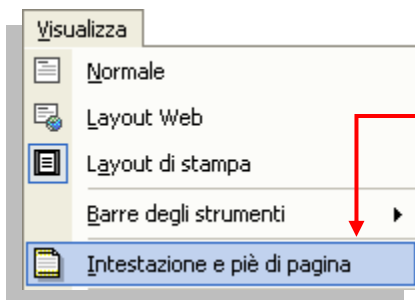 Visualizza
Normale
Layout Web
Layout di stampa
Barre degli strumenti
Intestazione e piè di pagina